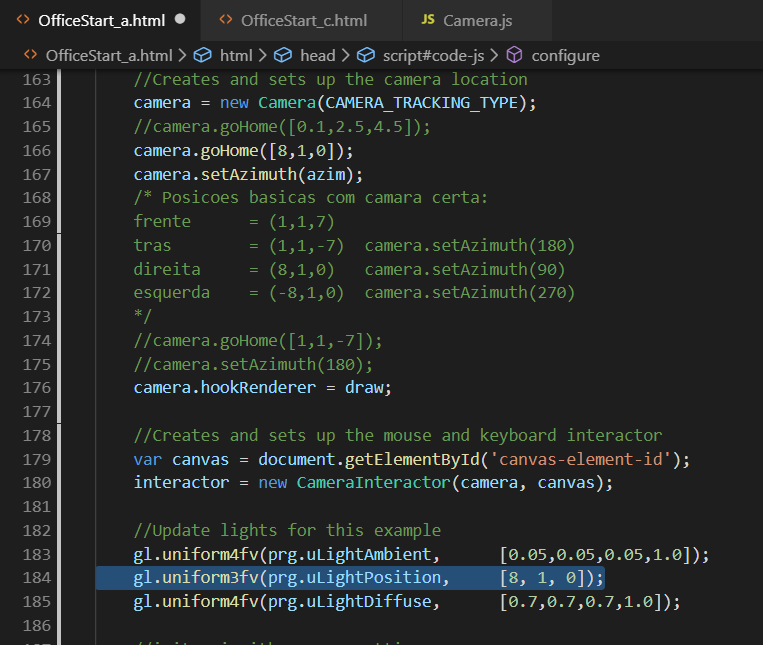 OfficeStart_a.html OfficeStart_c.html JS Camera.js
OfficeStart_a.html > html > head > script#code-js > configure
163 //Creates and sets up the camera location
164 camera = new Camera(CAMERA_TRACKING_TYPE);
165 //camera.goHome([0.1,2.5,4.5]);
166 camera.goHome([8,1,0]);
167 camera.setAzimuth(azim);
168 /* Posicoes basicas com camara certa:
169 frente = (1,1,7)
170 tras = (1,1,-7) camera.setAzimuth(180)
171 direita = (8,1,0) camera.setAzimuth(90)
172 esquerda = (-8,1,0) camera.setAzimuth(270)
173 */
174 //camera.goHome([1,1,-7]);
175 //camera.setAzimuth(180);
176 camera.hookRenderer = draw;
177
178 //Creates and sets up the mouse and keyboard interactor
179 var canvas = document.getElementById('canvas-element-id');
180 interactor = new CameraInteractor(camera, canvas);
181
182 //Update lights for this example
183 gl.uniform4fv(prg.uLightAmbient, [0.05,0.05,0.05,1.0]);
184 gl.uniform3fv(prg.uLightPosition, [8, 1, 0]);
185 gl.uniform4fv(prg.uLightDiffuse, [0.7,0.7,0.7,1.0]);
186